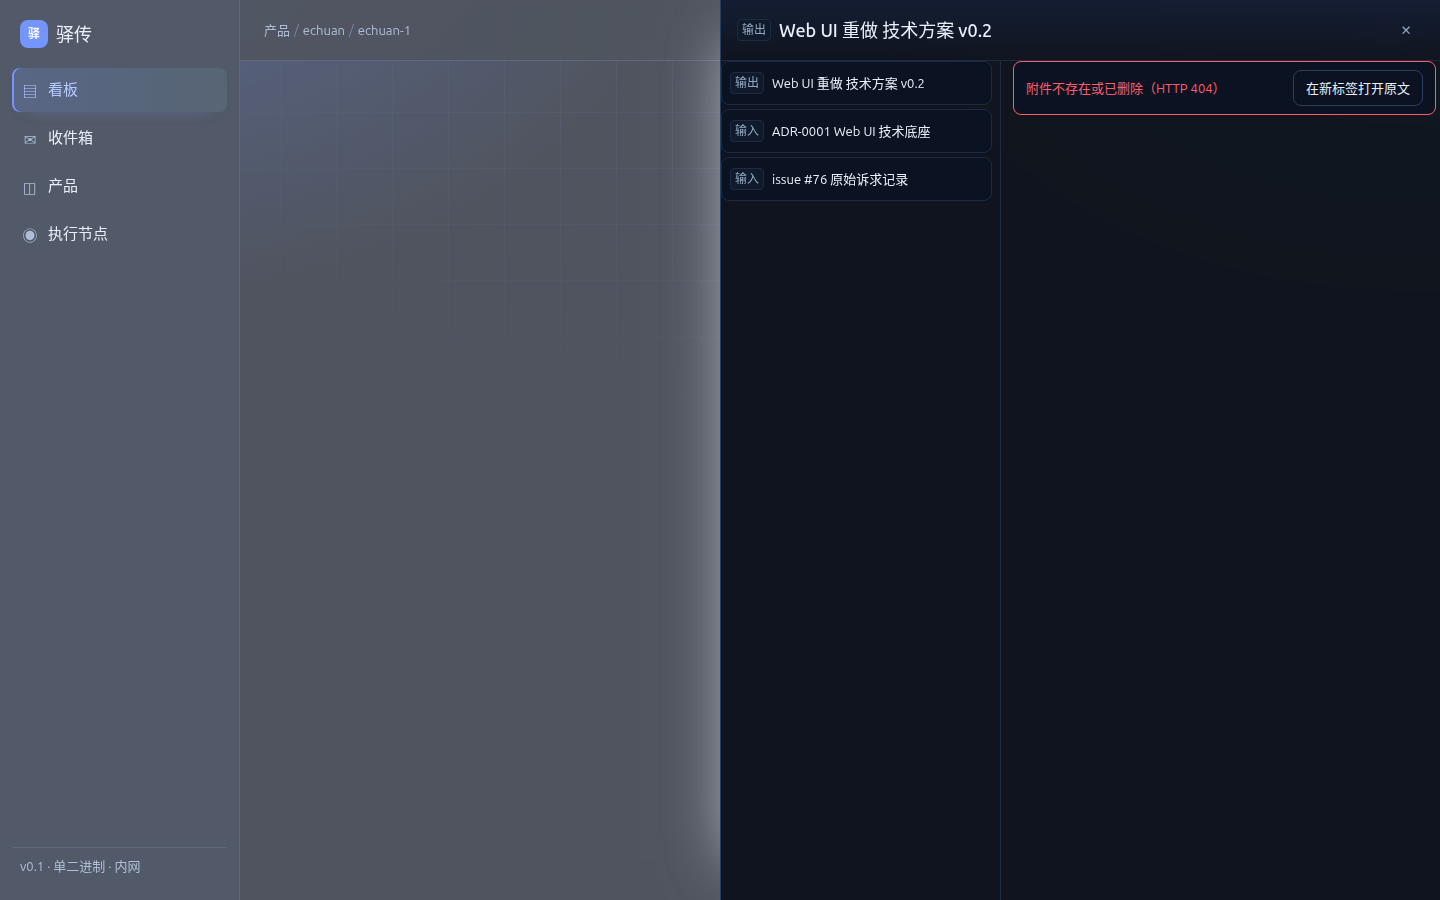 驿 驿传
看板
收件箱
产品
执行节点
v0.1 · 单二进制 · 内网
产品 / echuan / echuan-1
输出 Web UI 重做 技术方案 v0.2 ×
输出 Web UI 重做 技术方案 v0.2
输入 ADR-0001 Web UI 技术底座
输入 issue #76 原始诉求记录
附件不存在或已删除（HTTP 404） 在新标签打开原文